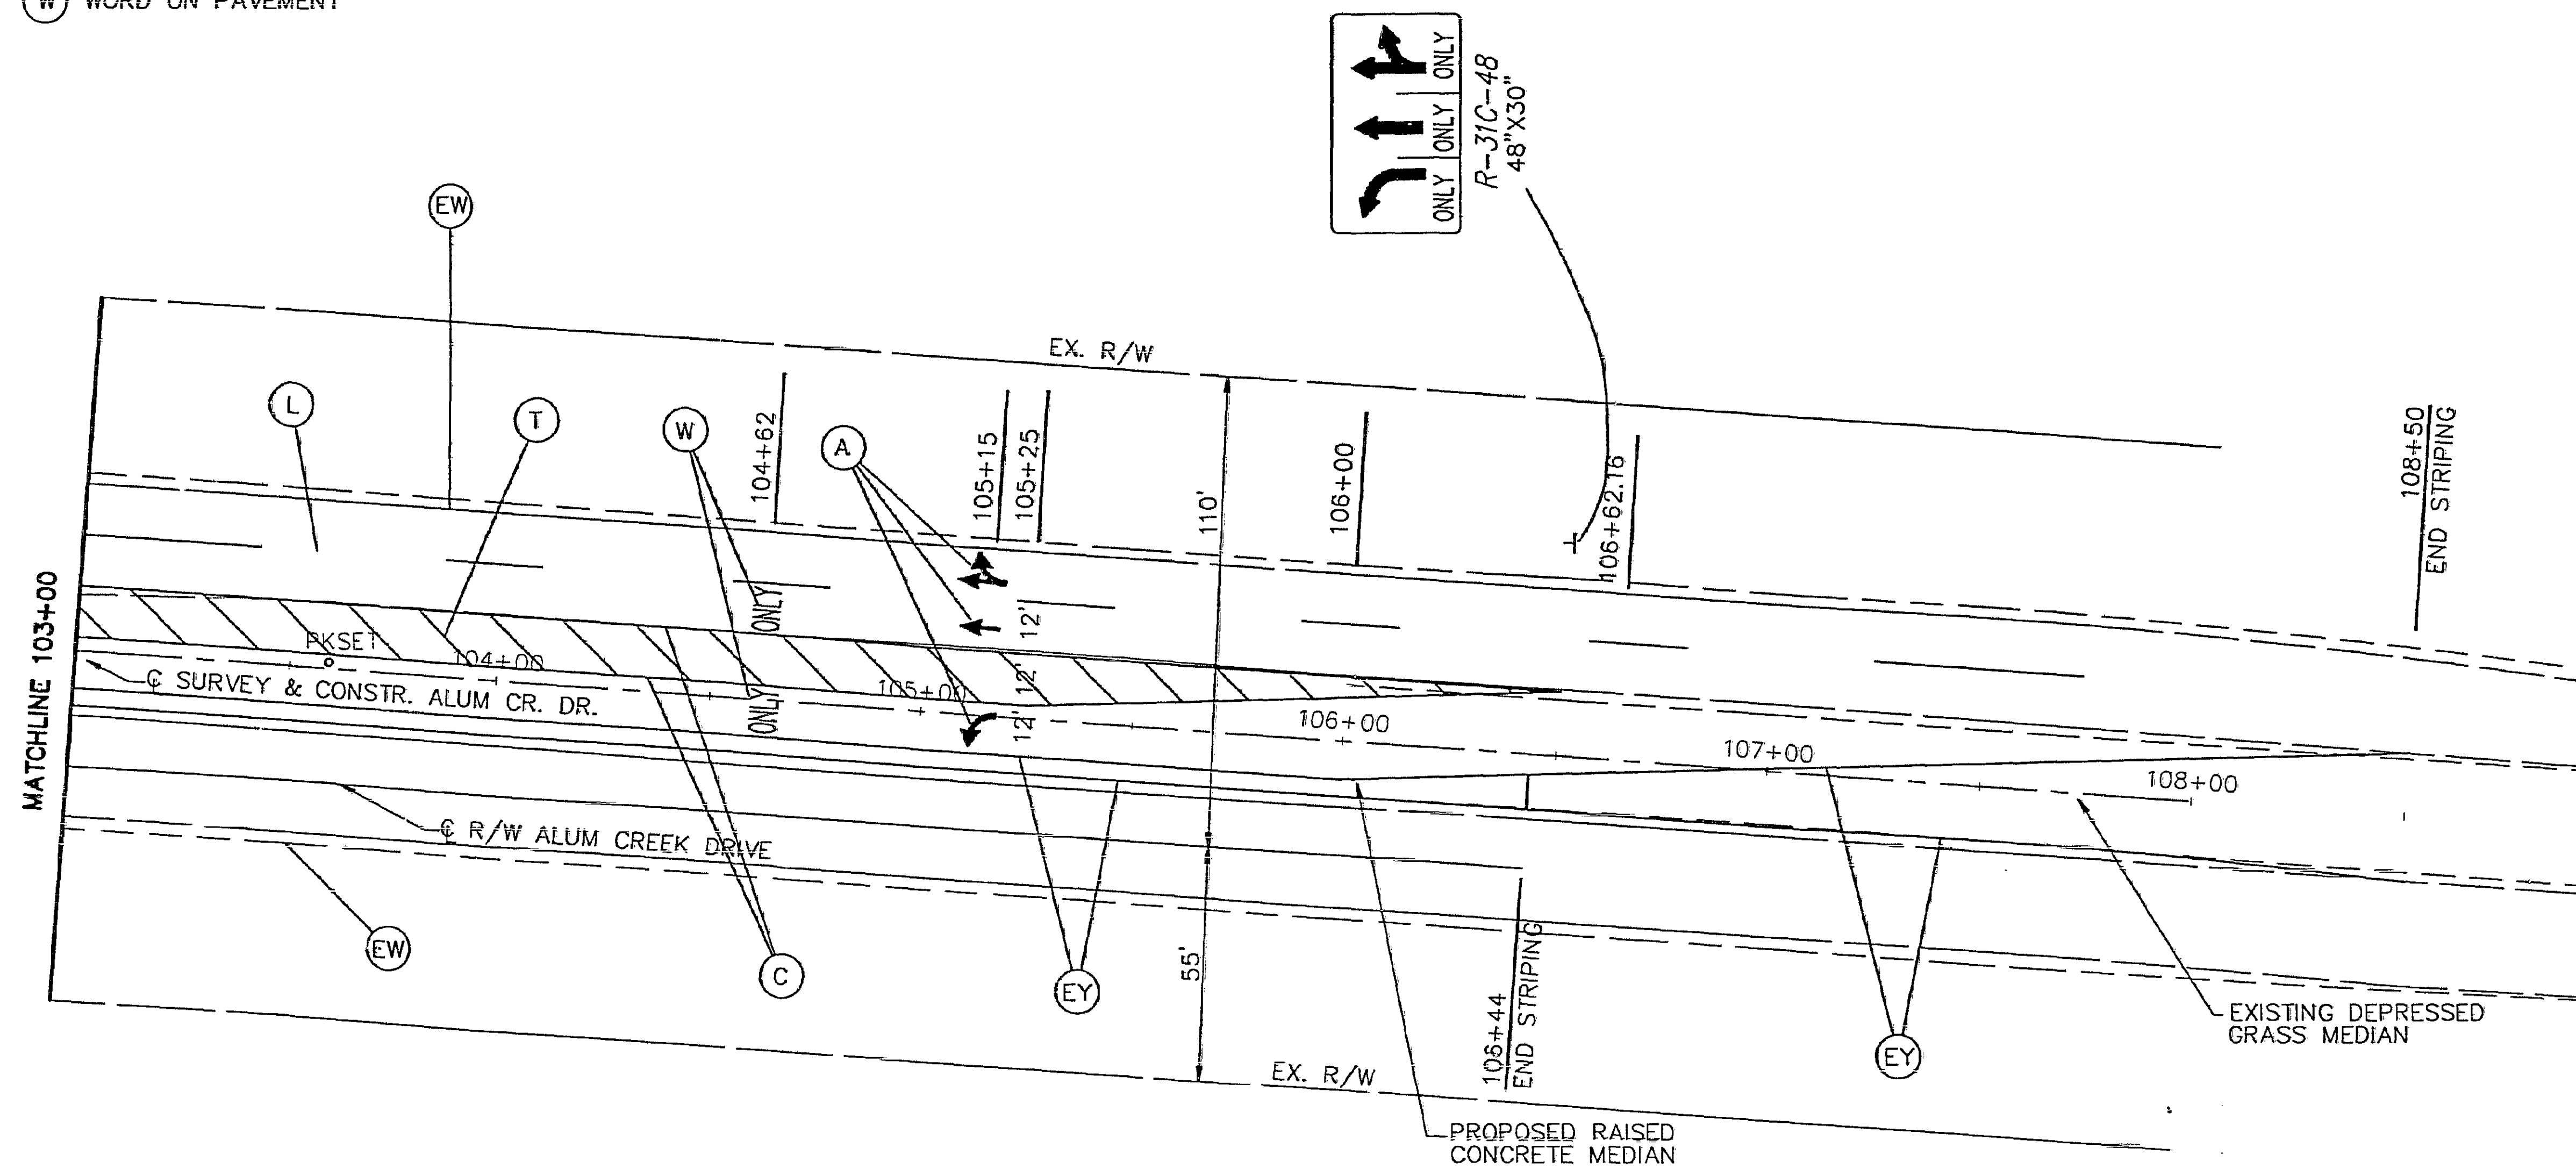 W WORD ON PAVEMENT
ONLY
ONLY
ONLY
R-31C-48
48"X30"
EW
EX. R/W
L
T
W
104+62
A
105+15
105+25
110'
106+00
106+62.16
108+50
END STRIPING
MATCHLINE 103+00
PKSET
104+00
ONLY
ONLY
12'
12'
12'
105+00
106+00
107+00
108+00
℄ SURVEY & CONSTR. ALUM CR. DR.
℄ R/W ALUM CREEK DRIVE
EW
C
EY
55'
106+44
END STRIPING
EY
EX. R/W
EXISTING DEPRESSED
GRASS MEDIAN
PROPOSED RAISED
CONCRETE MEDIAN